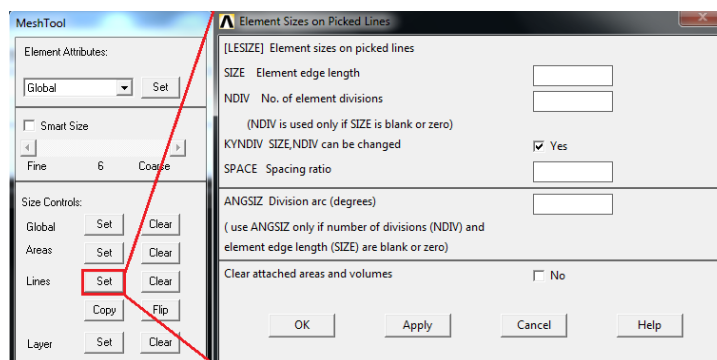 MeshTool
Element Attributes:
Global Set
Smart Size
Fine 6 Coarse
Size Controls:
Global Set Clear
Areas Set Clear
Lines Set Clear
Copy Flip
Layer Set Clear
Element Sizes on Picked Lines
[LESIZE] Element sizes on picked lines
SIZE Element edge length
NDIV No. of element divisions
(NDIV is used only if SIZE is blank or zero)
KYNDIV SIZE,NDIV can be changed Yes
SPACE Spacing ratio
ANGSIZ Division arc (degrees)
( use ANGSIZ only if number of divisions (NDIV) and
element edge length (SIZE) are blank or zero)
Clear attached areas and volumes No
OK Apply Cancel Help